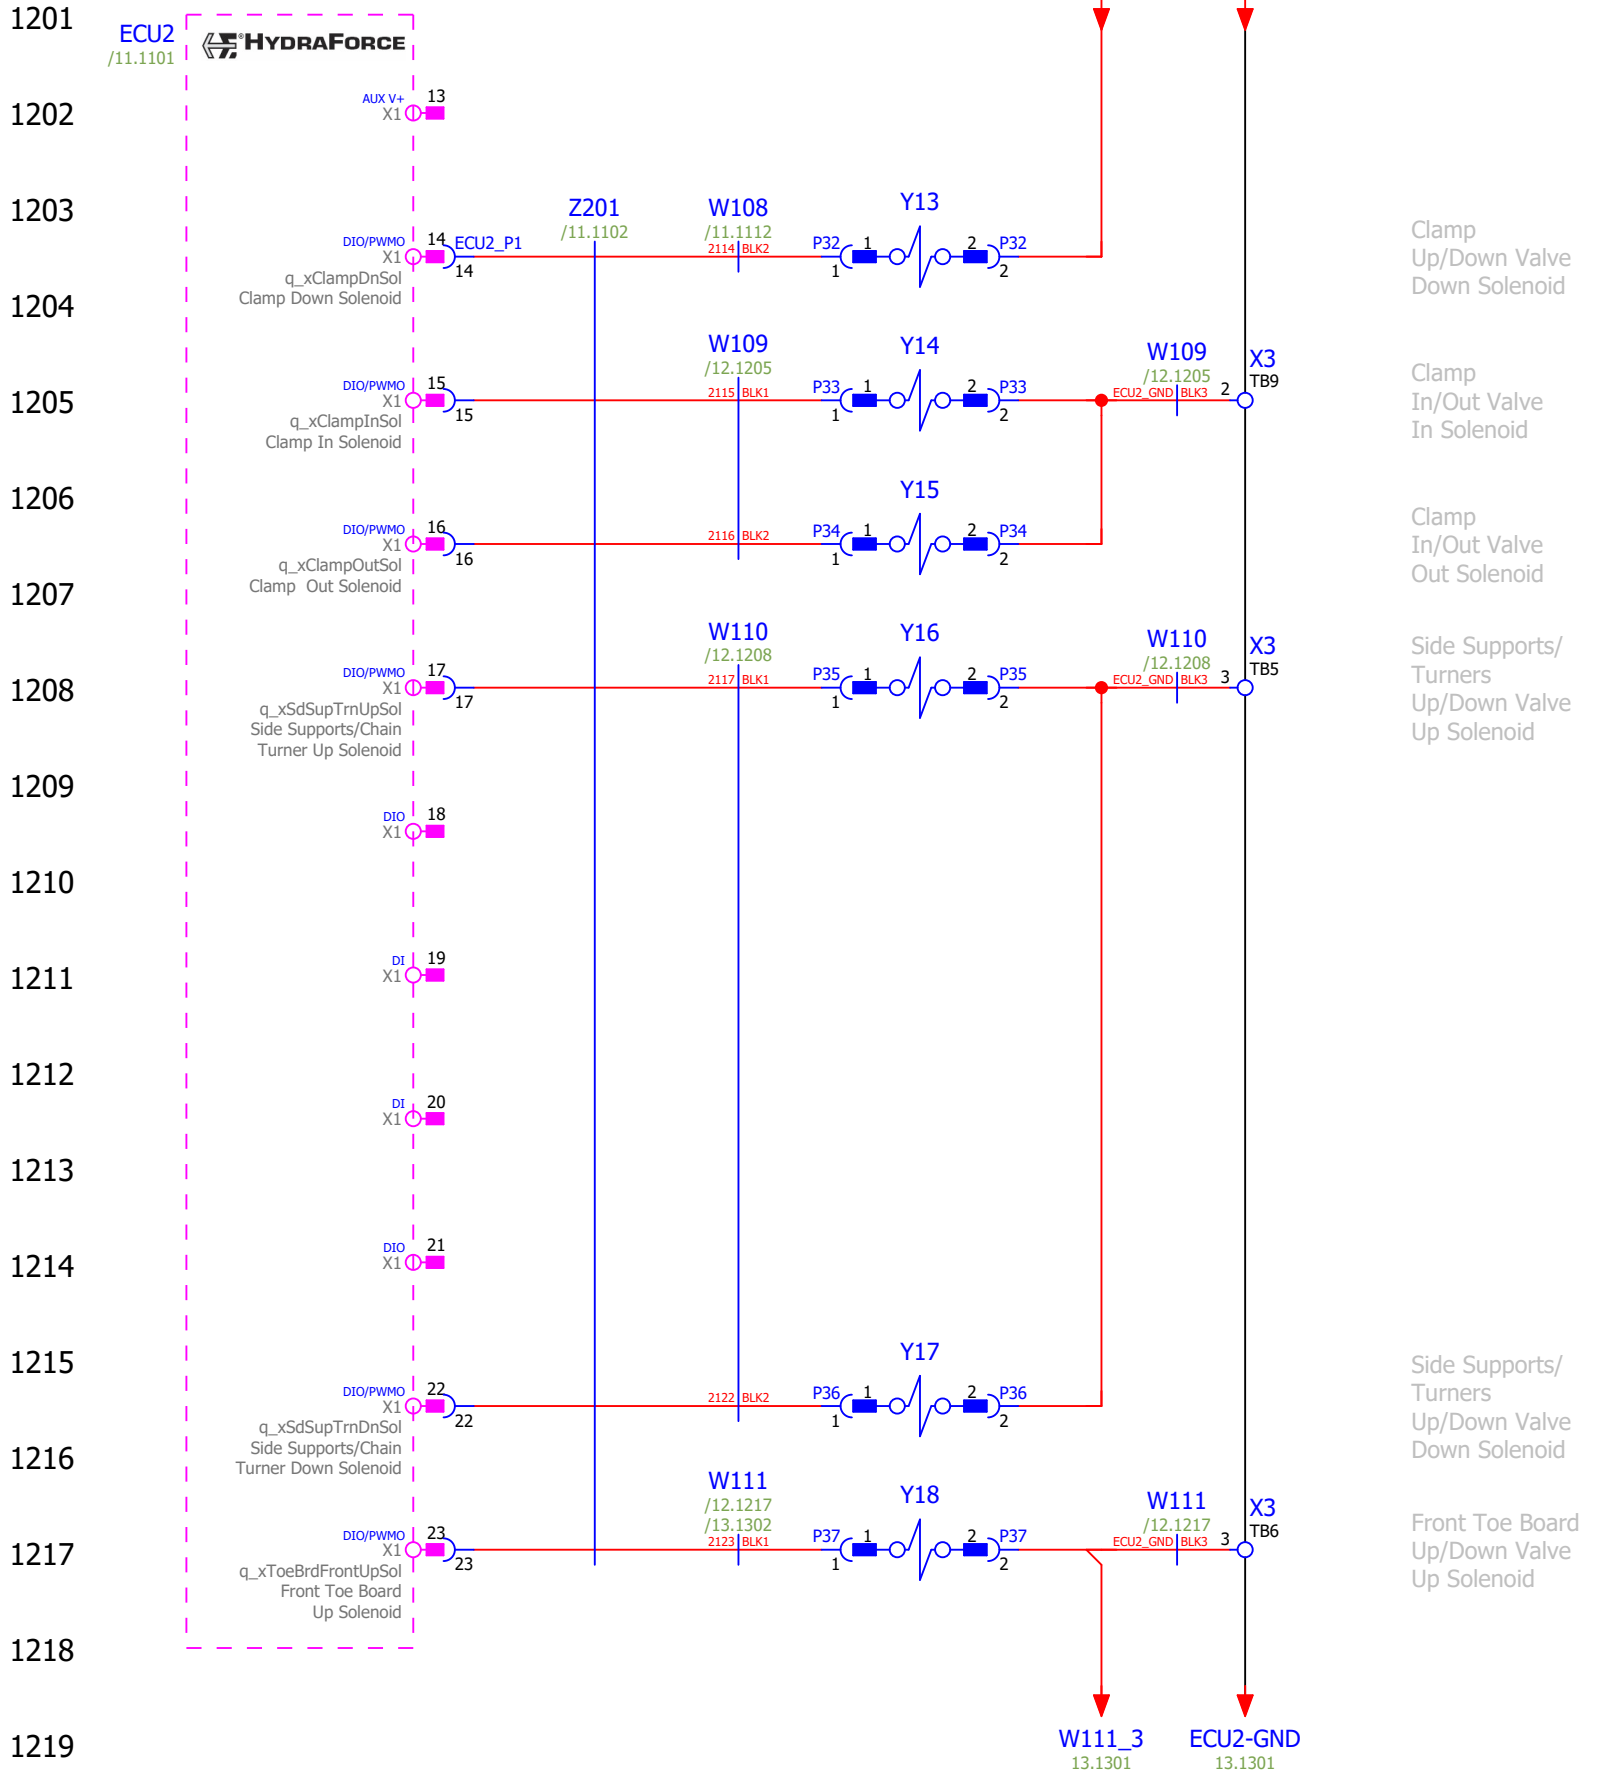 1201
ECU2
/11.1101
HYDRAFORCE
®
1202
AUX V+
X1
13
1203
DIO/PWMO
X1
14
ECU2_P1
14
q_xClampDnSol
Clamp Down Solenoid
Z201
/11.1102
W108
/11.1112
2114 BLK2
Y13
P32 1 2 P32
1 2
Clamp
Up/Down Valve
Down Solenoid
1204
1205
DIO/PWMO
X1
15
15
q_xClampInSol
Clamp In Solenoid
W109
/12.1205
2115 BLK1
Y14
P33 1 2 P33
1 2
W109
/12.1205
ECU2_GND BLK3 2
X3
TB9
Clamp
In/Out Valve
In Solenoid
1206
DIO/PWMO
X1
16
16
q_xClampOutSol
Clamp Out Solenoid
2116 BLK2
Y15
P34 1 2 P34
1 2
Clamp
In/Out Valve
Out Solenoid
1207
1208
DIO/PWMO
X1
17
17
q_xSdSupTrnUpSol
Side Supports/Chain
Turner Up Solenoid
W110
/12.1208
2117 BLK1
Y16
P35 1 2 P35
1 2
W110
/12.1208
ECU2_GND BLK3 3
X3
TB5
Side Supports/
Turners
Up/Down Valve
Up Solenoid
1209
DIO
X1
18
1210
1211
DI
X1
19
1212
DI
X1
20
1213
1214
DIO
X1
21
1215
DIO/PWMO
X1
22
22
q_xSdSupTrnDnSol
Side Supports/Chain
Turner Down Solenoid
2122 BLK2
Y17
P36 1 2 P36
1 2
Side Supports/
Turners
Up/Down Valve
Down Solenoid
1216
1217
DIO/PWMO
X1
23
23
q_xToeBrdFrontUpSol
Front Toe Board
Up Solenoid
W111
/12.1217
/13.1302
2123 BLK1
Y18
P37 1 2 P37
1 2
W111
/12.1217
ECU2_GND BLK3 3
X3
TB6
Front Toe Board
Up/Down Valve
Up Solenoid
1218
1219
W111_3
13.1301
ECU2-GND
13.1301